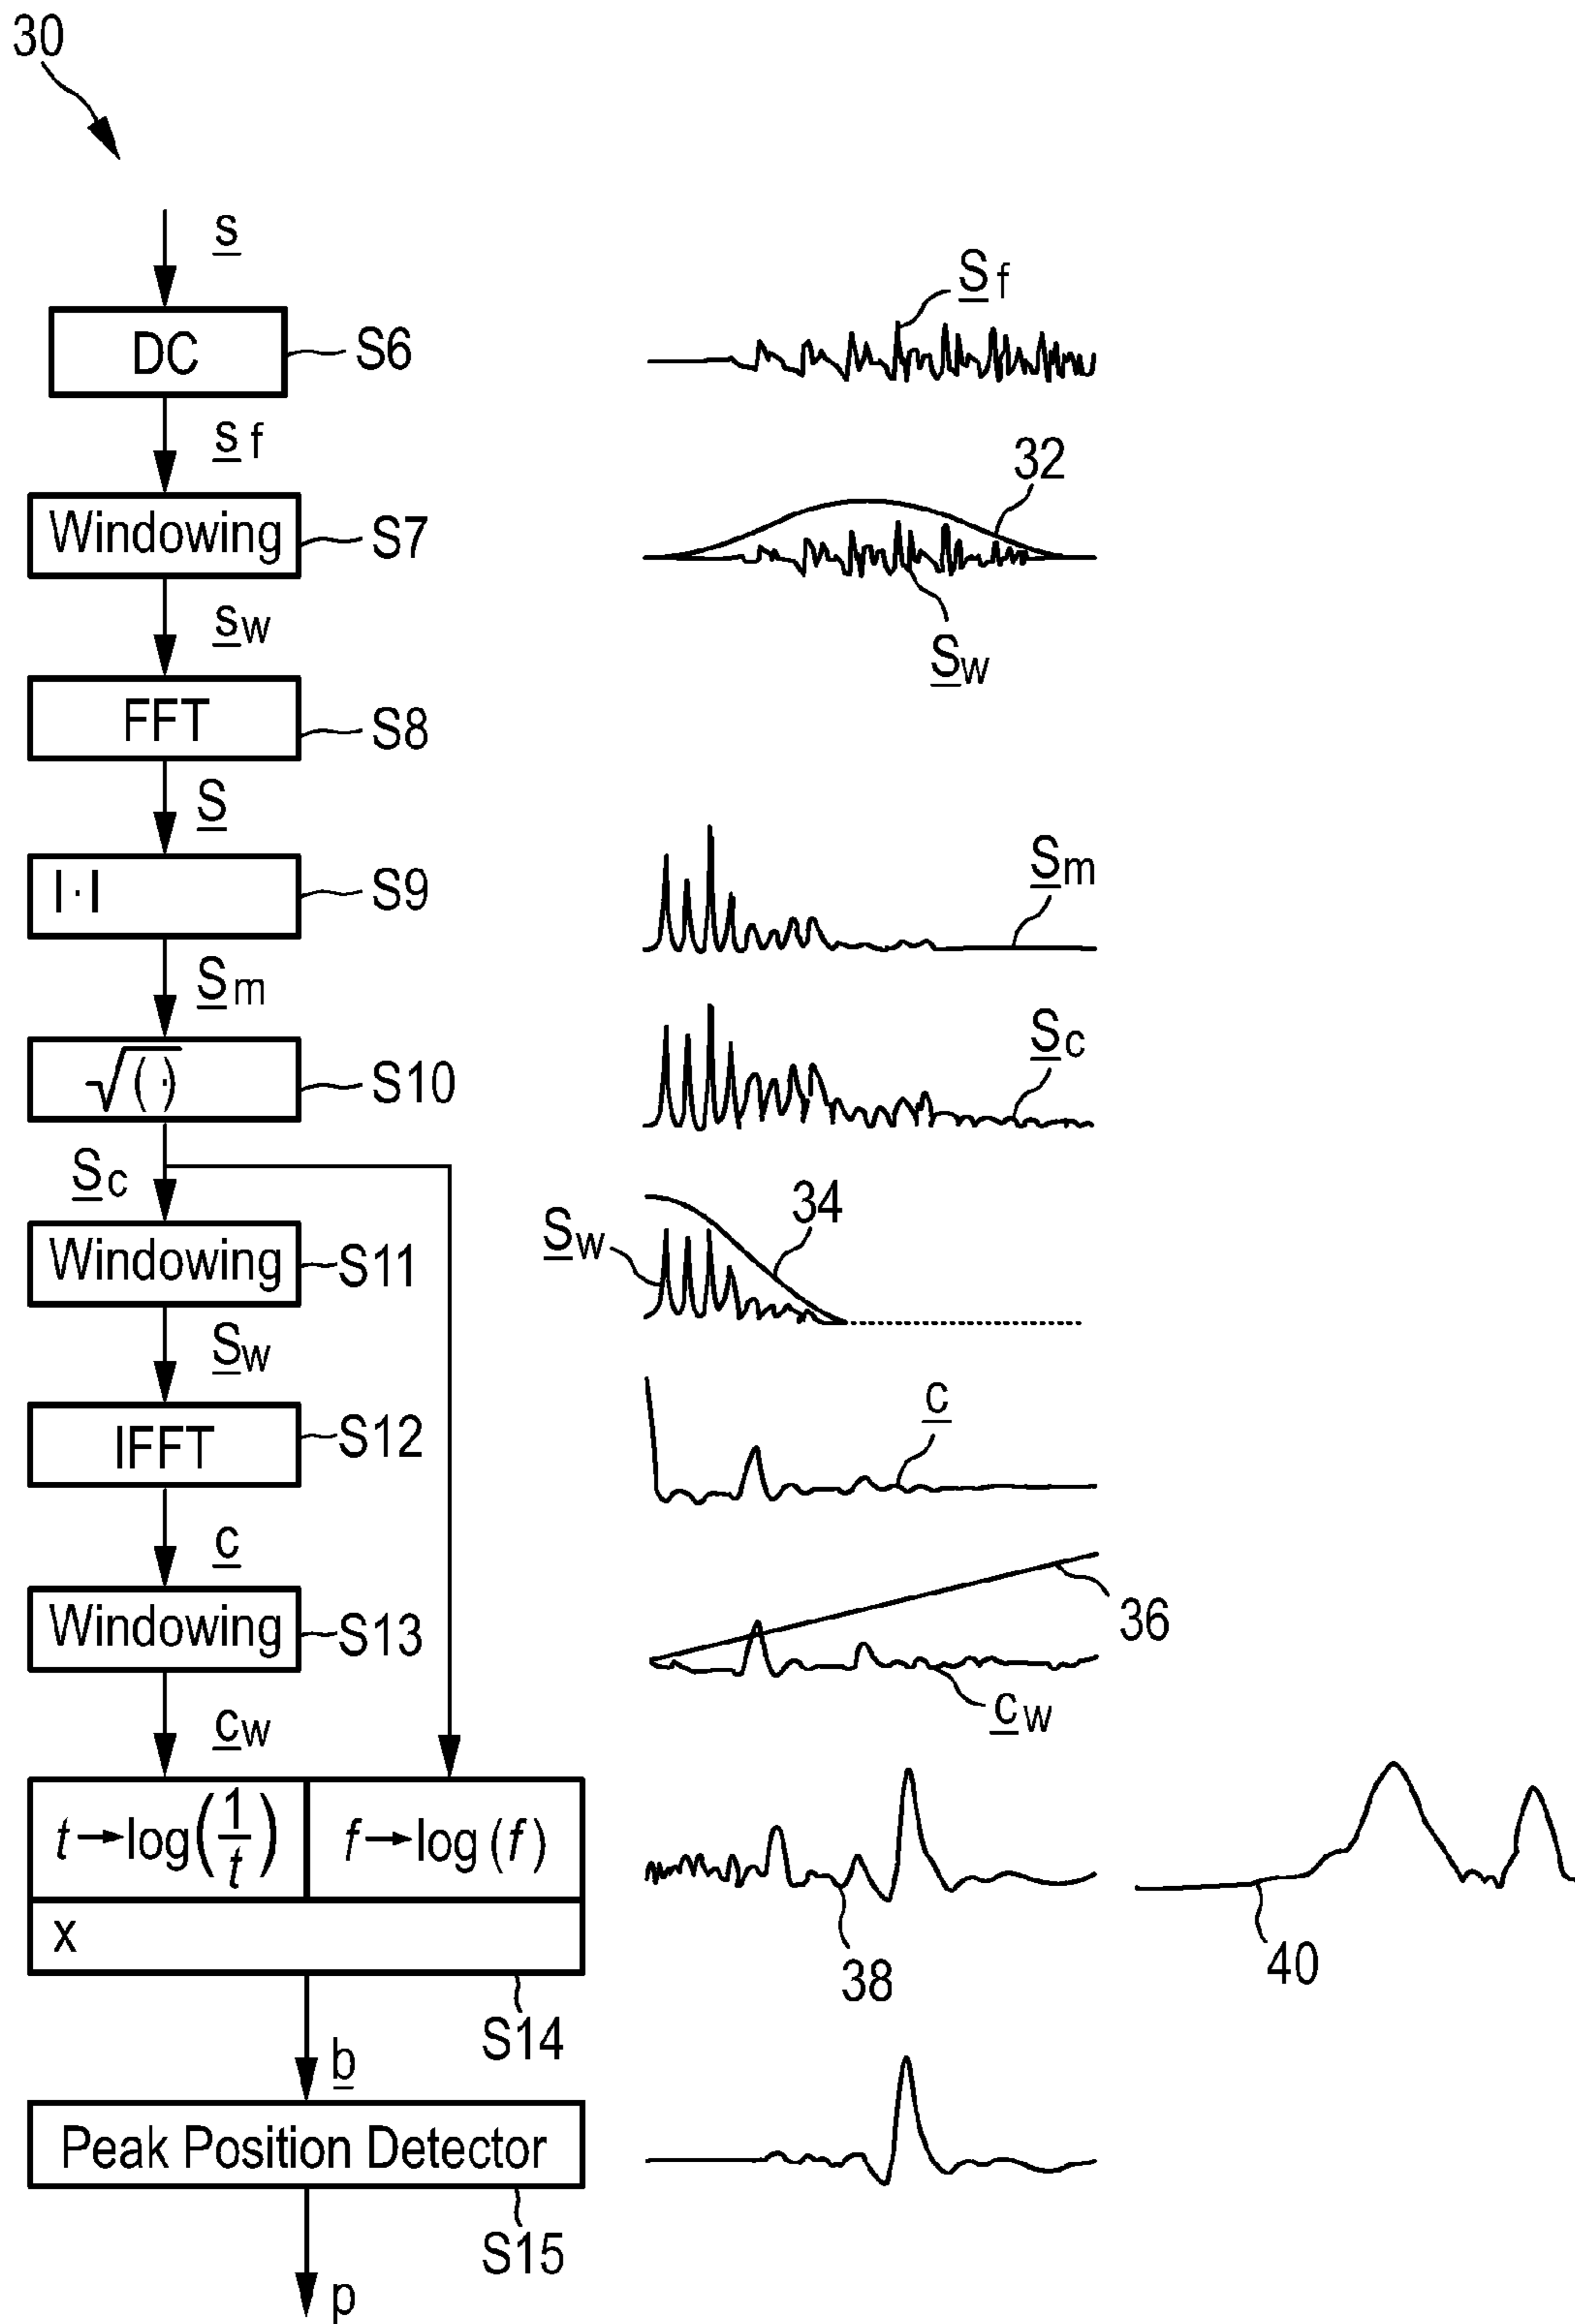 30
s
DC
S6
Sf
sf
32
Windowing
S7
sw
Sw
FFT
S8
S
|·|
S9
Sm
Sm
√(·)
S10
Sc
Sc
34
Sw
Windowing
S11
Sw
c
IFFT
S12
c
36
Windowing
S13
cw
cw
t→log(1/t)
f→log(f)
x
38
40
S14
b
Peak Position Detector
S15
p